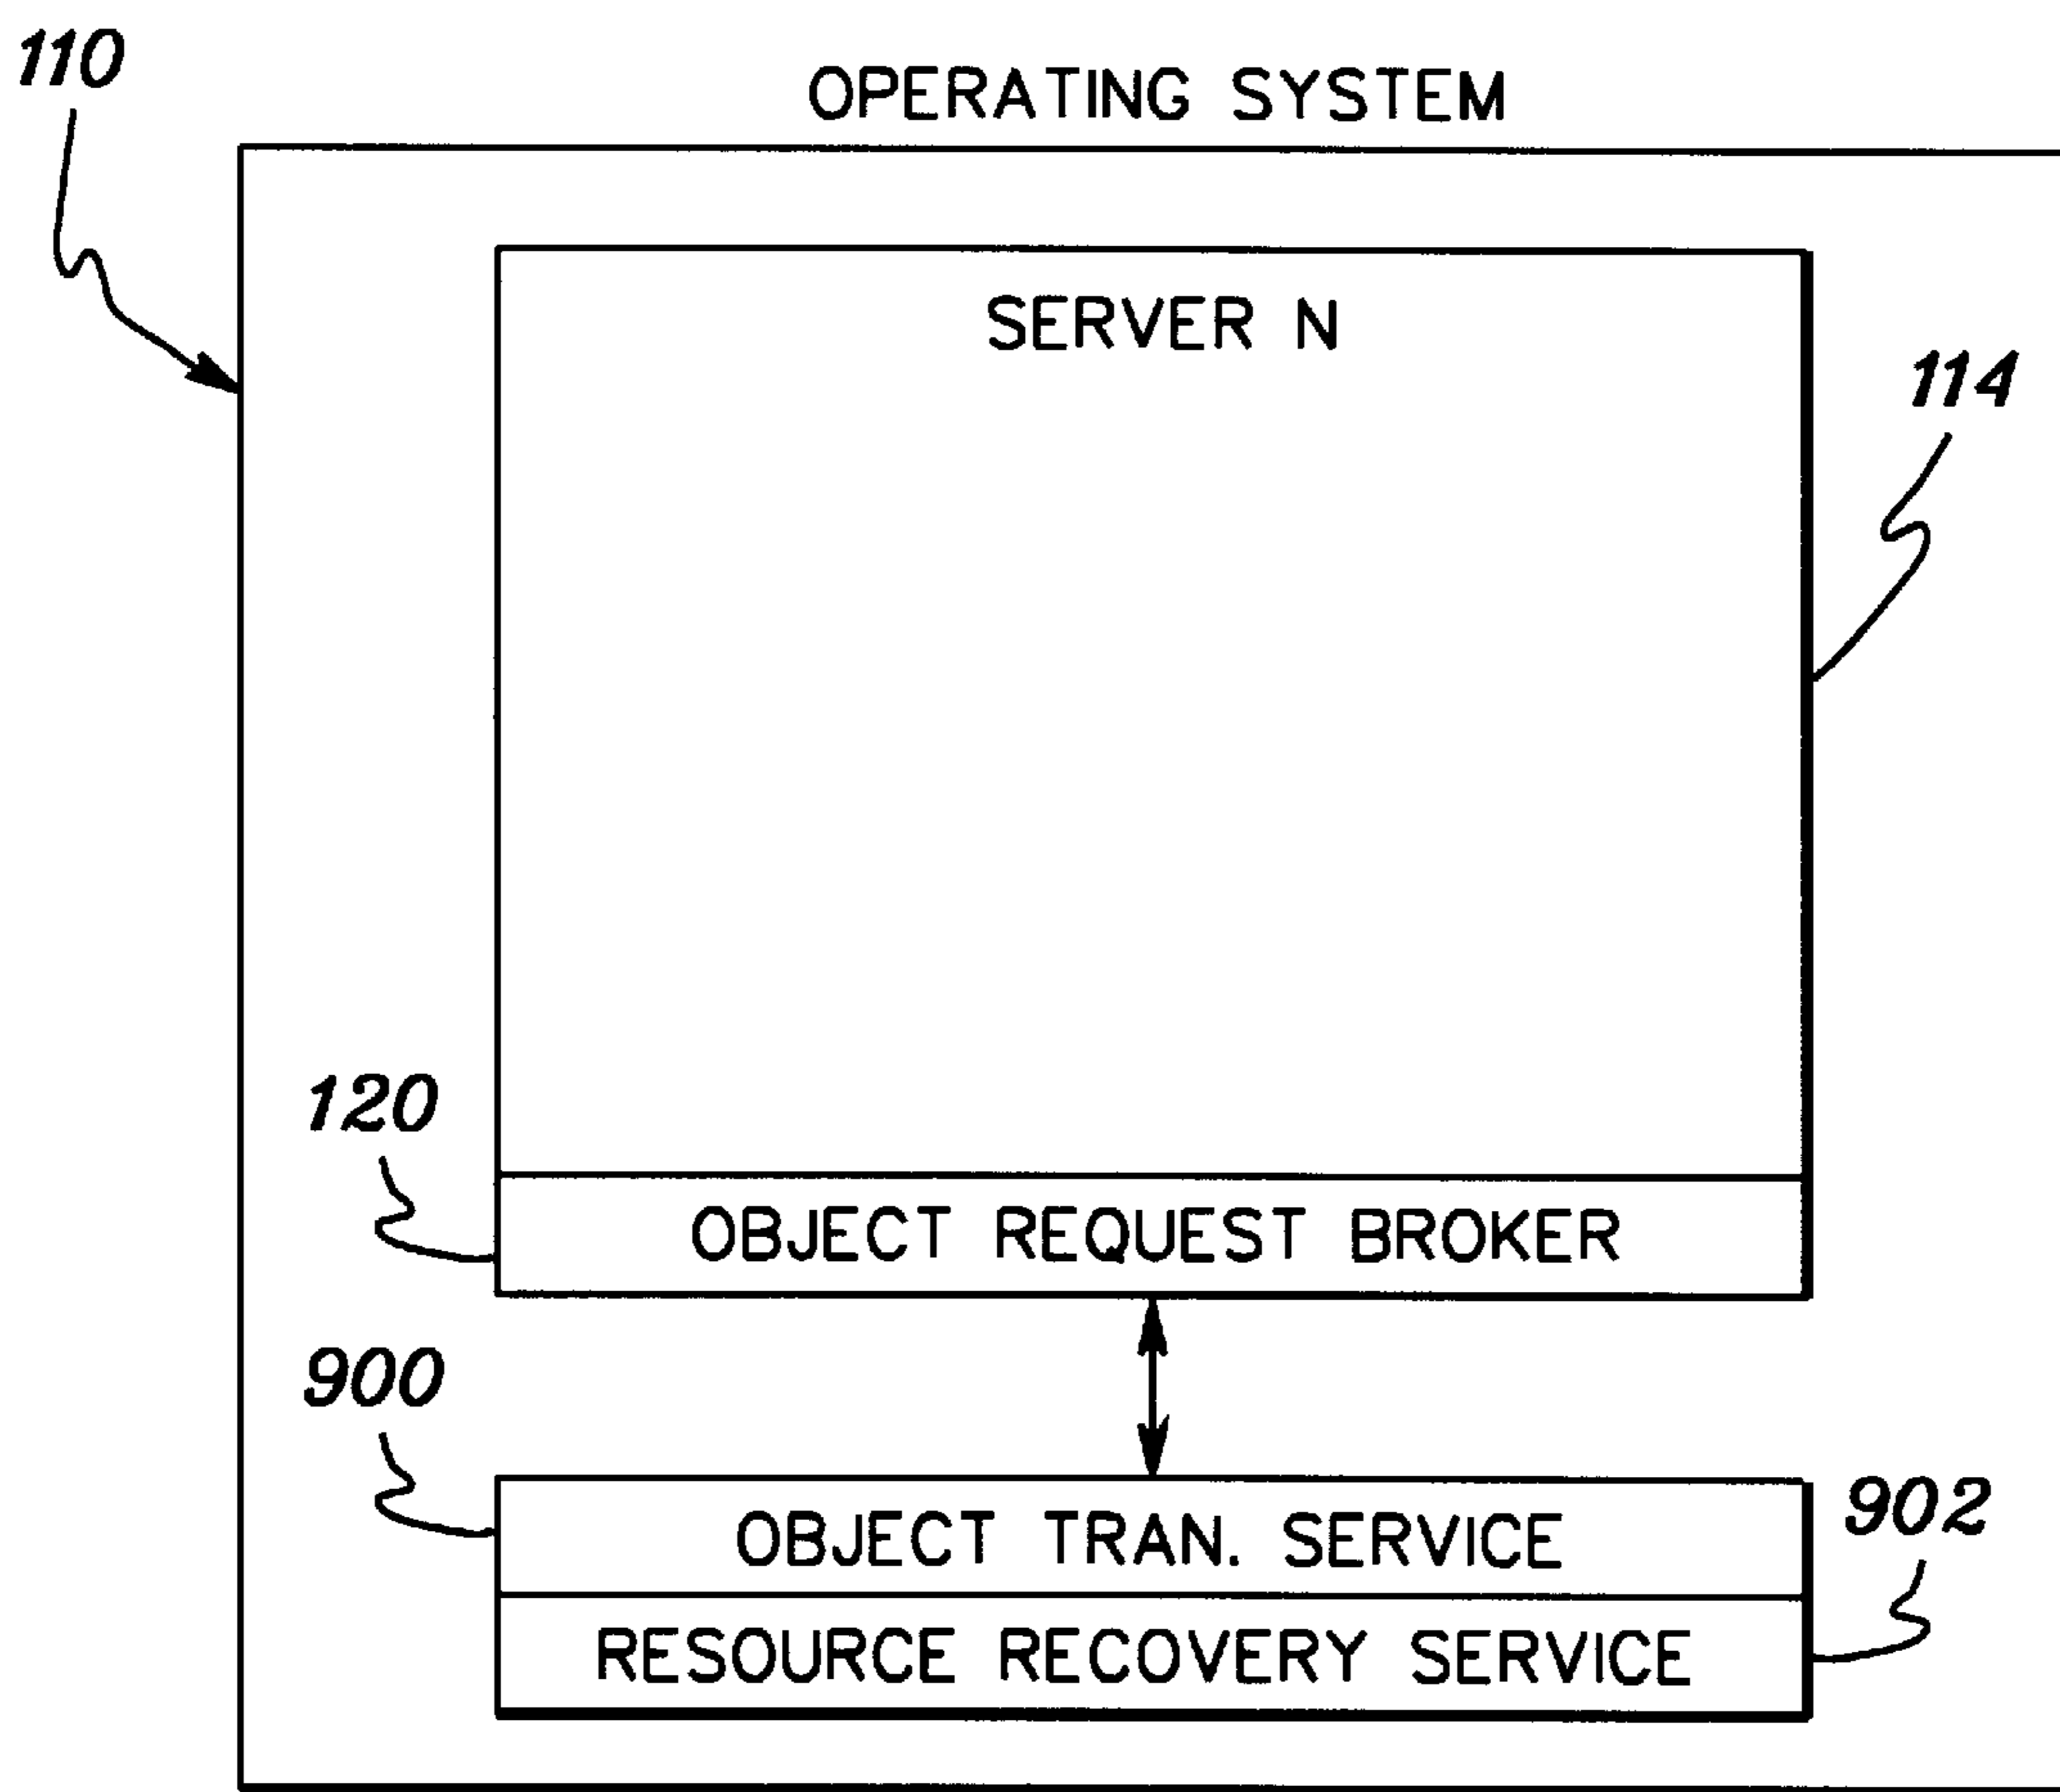 110
OPERATING SYSTEM
SERVER N
114
120
OBJECT REQUEST BROKER
900
OBJECT TRAN. SERVICE
902
RESOURCE RECOVERY SERVICE